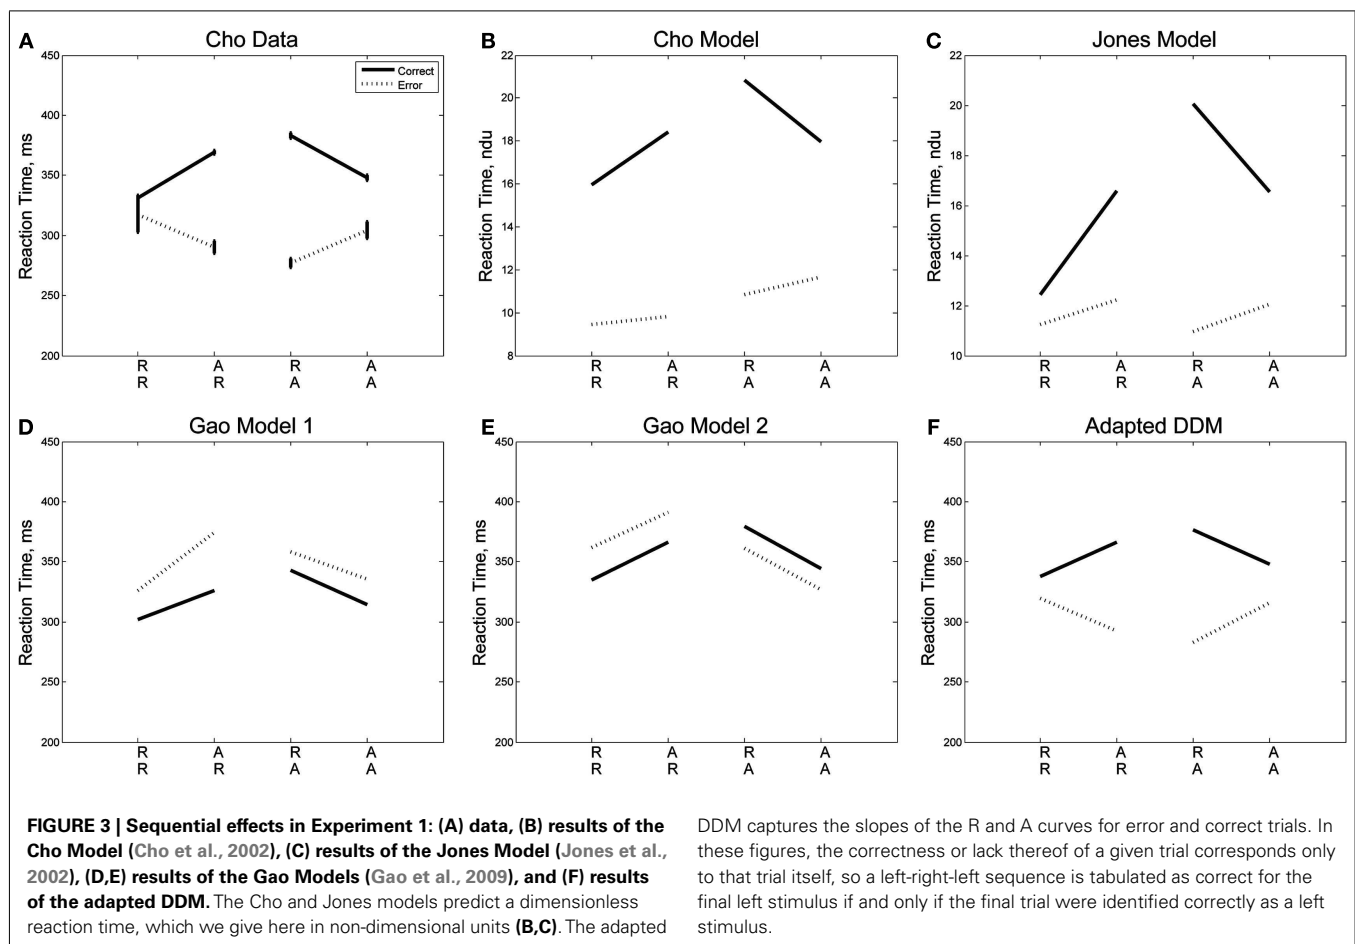 A
Cho Data
450
400
350
300
250
200
Reaction Time, ms
Correct
Error
R A R A
R R A A
B
Cho Model
22
20
18
16
14
12
10
8
Reaction Time, ndu
R A R A
R R A A
C
Jones Model
22
20
18
16
14
12
10
Reaction Time, ndu
R A R A
R R A A
D
Gao Model 1
450
400
350
300
250
200
Reaction Time, ms
R A R A
R R A A
E
Gao Model 2
450
400
350
300
250
200
Reaction Time, ms
R A R A
R R A A
F
Adapted DDM
450
400
350
300
250
200
Reaction Time, ms
R A R A
R R A A
FIGURE 3 | Sequential effects in Experiment 1: (A) data, (B) results of the
Cho Model (Cho et al., 2002), (C) results of the Jones Model (Jones et al.,
2002), (D,E) results of the Gao Models (Gao et al., 2009), and (F) results
of the adapted DDM. The Cho and Jones models predict a dimensionless
reaction time, which we give here in non-dimensional units (B,C). The adapted
DDM captures the slopes of the R and A curves for error and correct trials. In
these figures, the correctness or lack thereof of a given trial corresponds only
to that trial itself, so a left-right-left sequence is tabulated as correct for the
final left stimulus if and only if the final trial were identified correctly as a left
stimulus.